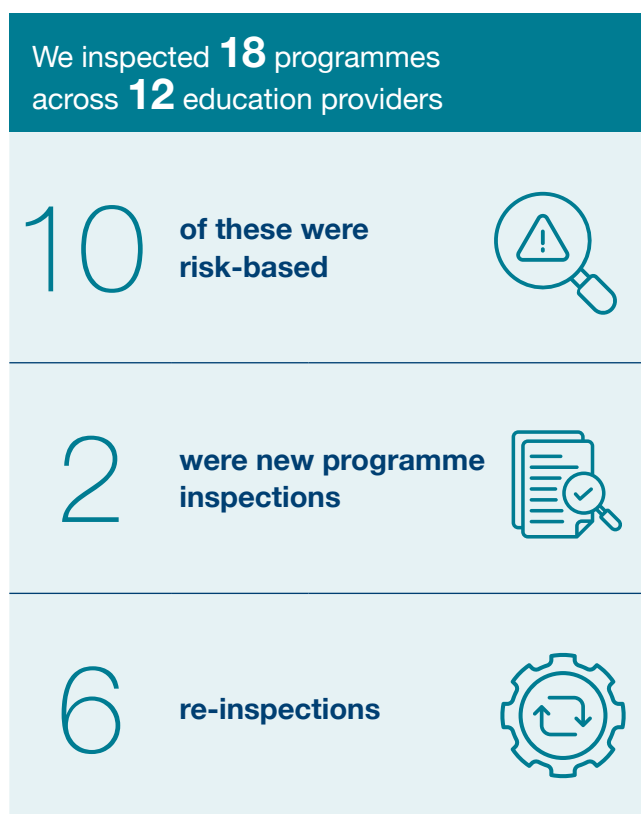 We inspected 18 programmes
across 12 education providers
10
of these were
risk-based
2
were new programme
inspections
6
re-inspections